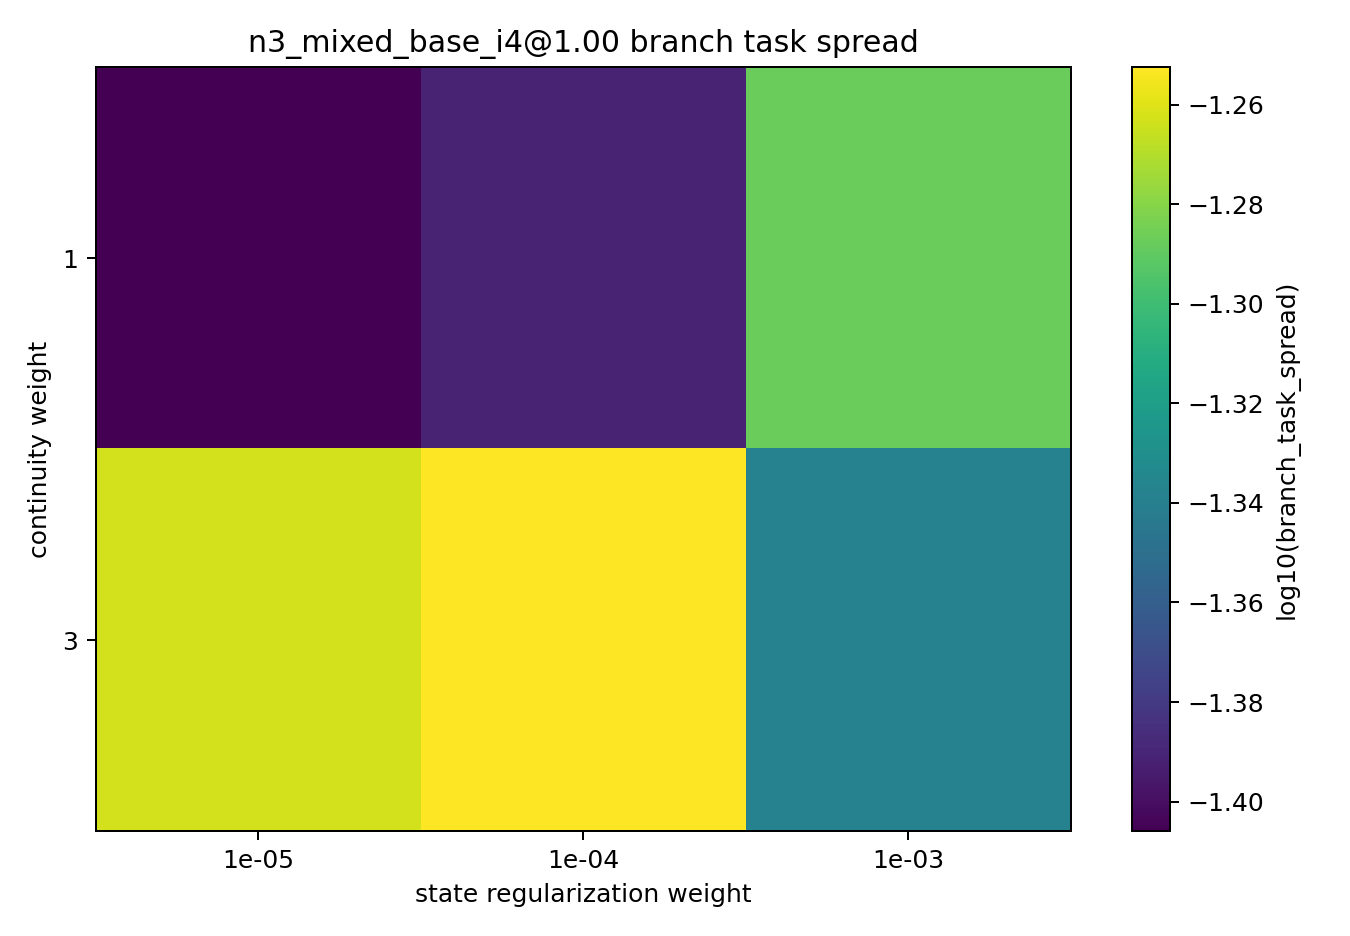 n3_mixed_base_i4@1.00 branch task spread
continuity weight
1
3
1e-05
1e-04
1e-03
state regularization weight
−1.26
−1.28
−1.30
−1.32
−1.34
−1.36
−1.38
−1.40
log10(branch_task_spread)